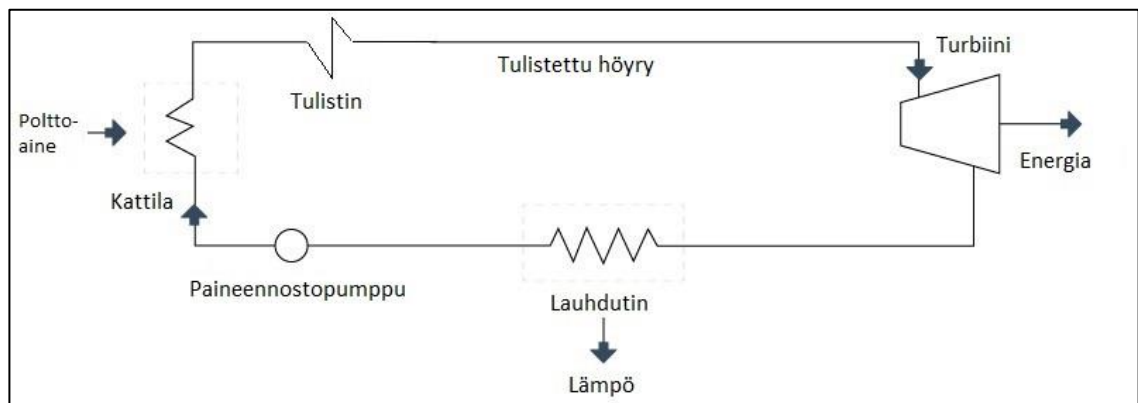 Turbiini
Tulistettu höyry
Tulistin
Poltto-
aine
Energia
Kattila
Paineennostopumppu
Lauhdutin
Lämpö